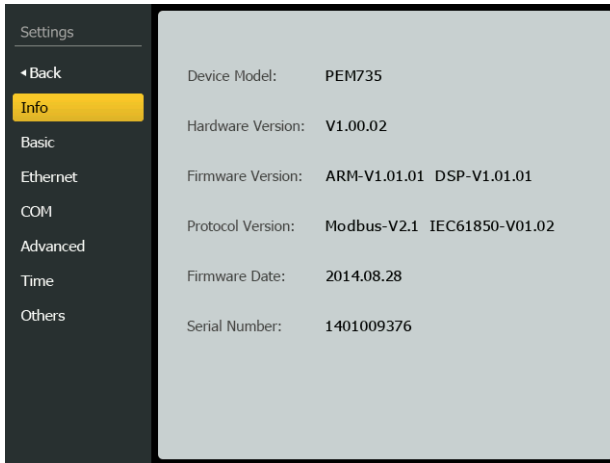 Settings
◂ Back
Info
Basic
Ethernet
COM
Advanced
Time
Others
Device Model: PEM735
Hardware Version: V1.00.02
Firmware Version: ARM-V1.01.01 DSP-V1.01.01
Protocol Version: Modbus-V2.1 IEC61850-V01.02
Firmware Date: 2014.08.28
Serial Number: 1401009376